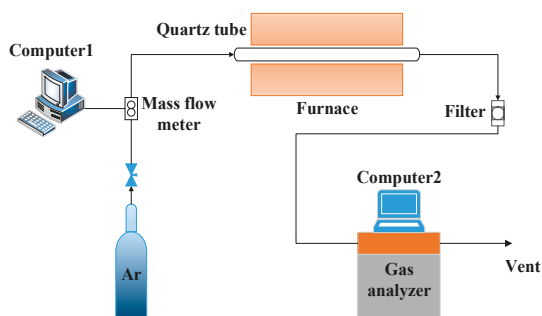 Quartz tube
Computer1
Mass flow
meter
Furnace
Filter
Computer2
Ar
Gas
analyzer
Vent